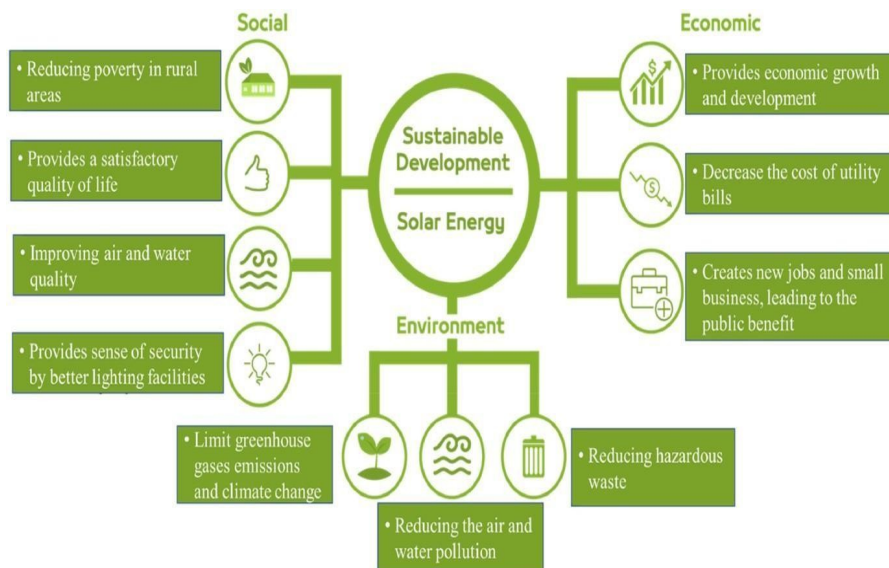 Social
• Reducing poverty in rural
areas
• Provides a satisfactory
quality of life
• Improving air and water
quality
• Provides sense of security
by better lighting facilities
Sustainable
Development
Solar Energy
Economic
$
• Provides economic growth
and development
$
• Decrease the cost of utility
bills
• Creates new jobs and small
business, leading to the
public benefit
Environment
• Limit greenhouse
gases emissions
and climate change
• Reducing the air and
water pollution
• Reducing hazardous
waste